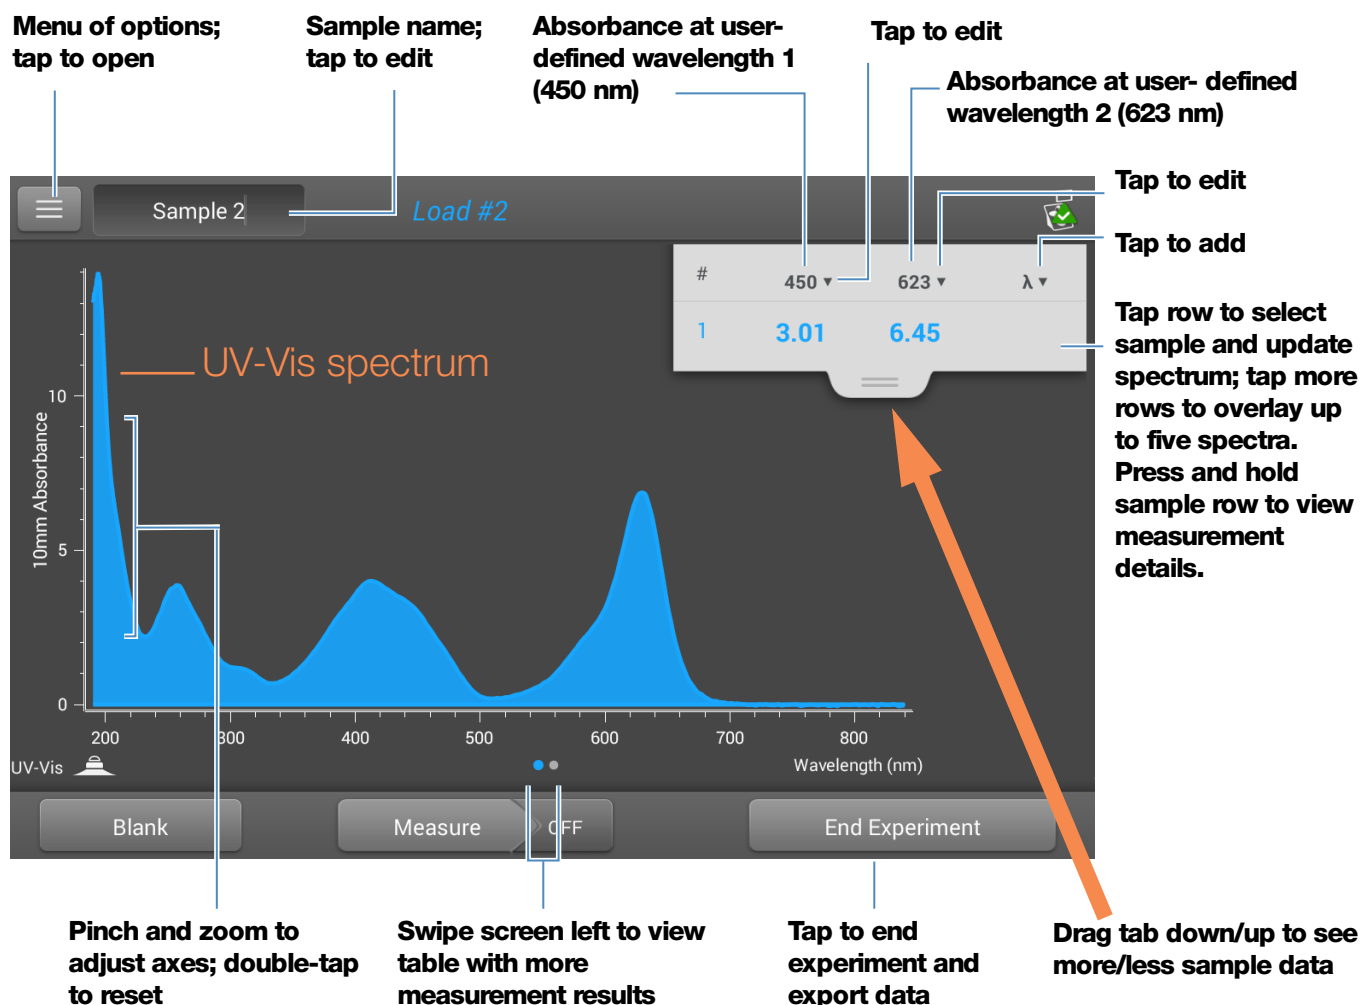 Menu of options;
tap to open
Sample name;
tap to edit
Absorbance at user-
defined wavelength 1
(450 nm)
Tap to edit
Absorbance at user- defined
wavelength 2 (623 nm)
Tap to edit
Tap to add
Tap row to select
sample and update
spectrum; tap more
rows to overlay up
to five spectra.
Press and hold
sample row to view
measurement
details.
Sample 2
Load #2
# 450 ▾ 623 ▾ λ ▾
1 3.01 6.45
UV-Vis spectrum
10mm Absorbance
10
5
0
200 300 400 500 600 700 800
UV-Vis
Wavelength (nm)
Blank
Measure
OFF
End Experiment
Pinch and zoom to
adjust axes; double-tap
to reset
Swipe screen left to view
table with more
measurement results
Tap to end
experiment and
export data
Drag tab down/up to see
more/less sample data